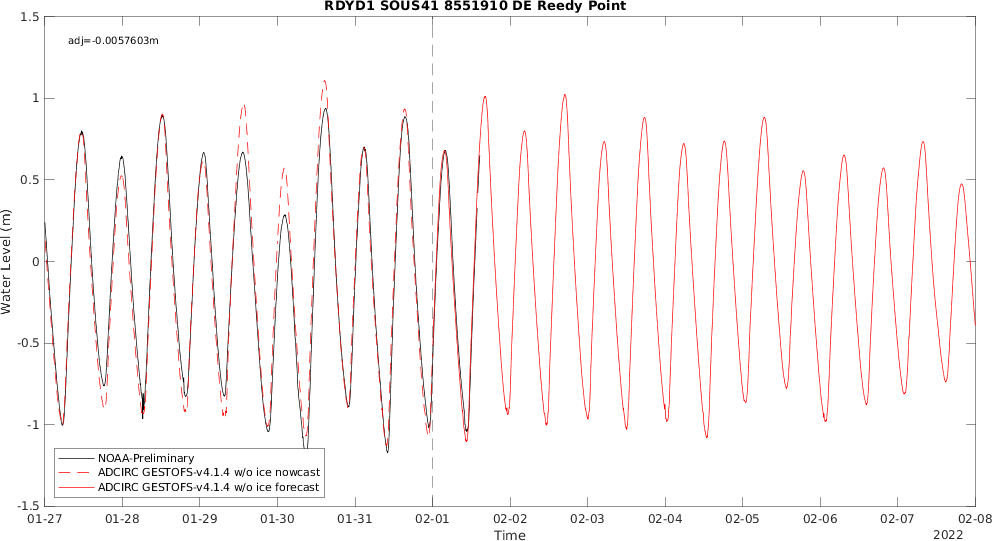 RDYD1 SOUS41 8551910 DE Reedy Point
1.5
adj=-0.0057603m
1
0.5
0
-0.5
-1
-1.5
Water Level (m)
NOAA-Preliminary
ADCIRC GESTOFS-v4.1.4 w/o ice nowcast
ADCIRC GESTOFS-v4.1.4 w/o ice forecast
01-27 01-28 01-29 01-30 01-31 02-01 02-02 02-03 02-04 02-05 02-06 02-07 02-08
Time
2022